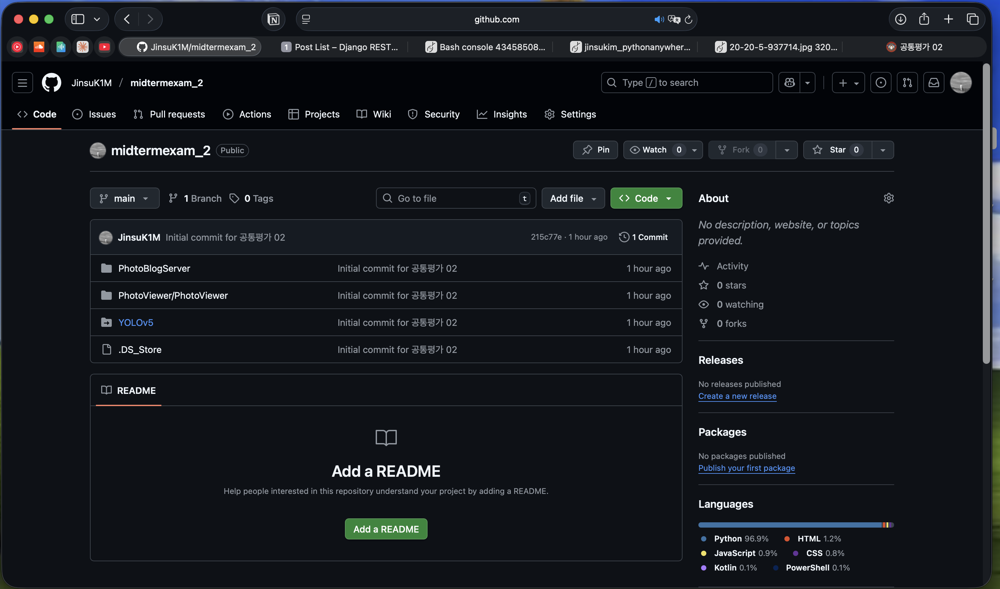 github.com
JinsuK1M/midtermexam_2
1 Post List – Django REST...
Bash console 43458508...
jinsukim_pythonanywher...
20-20-5-937714.jpg 320...
공통평가 02
JinsuK1M / midtermexam_2
Type / to search
Code
Issues
Pull requests
Actions
Projects
Wiki
Security
Insights
Settings
midtermexam_2 Public
Pin
Watch 0
Fork 0
Star 0
main
1 Branch
0 Tags
Go to file t
Add file
Code
JinsuK1M Initial commit for 공통평가 02 215c77e · 1 hour ago 1 Commit
PhotoBlogServer Initial commit for 공통평가 02 1 hour ago
PhotoViewer/PhotoViewer Initial commit for 공통평가 02 1 hour ago
YOLOv5 Initial commit for 공통평가 02 1 hour ago
.DS_Store Initial commit for 공통평가 02 1 hour ago
README
Add a README
Help people interested in this repository understand your project by adding a README.
Add a README
About
No description, website, or topics
provided.
Activity
0 stars
0 watching
0 forks
Releases
No releases published
Create a new release
Packages
No packages published
Publish your first package
Languages
Python 96.9% HTML 1.2%
JavaScript 0.9% CSS 0.8%
Kotlin 0.1% PowerShell 0.1%